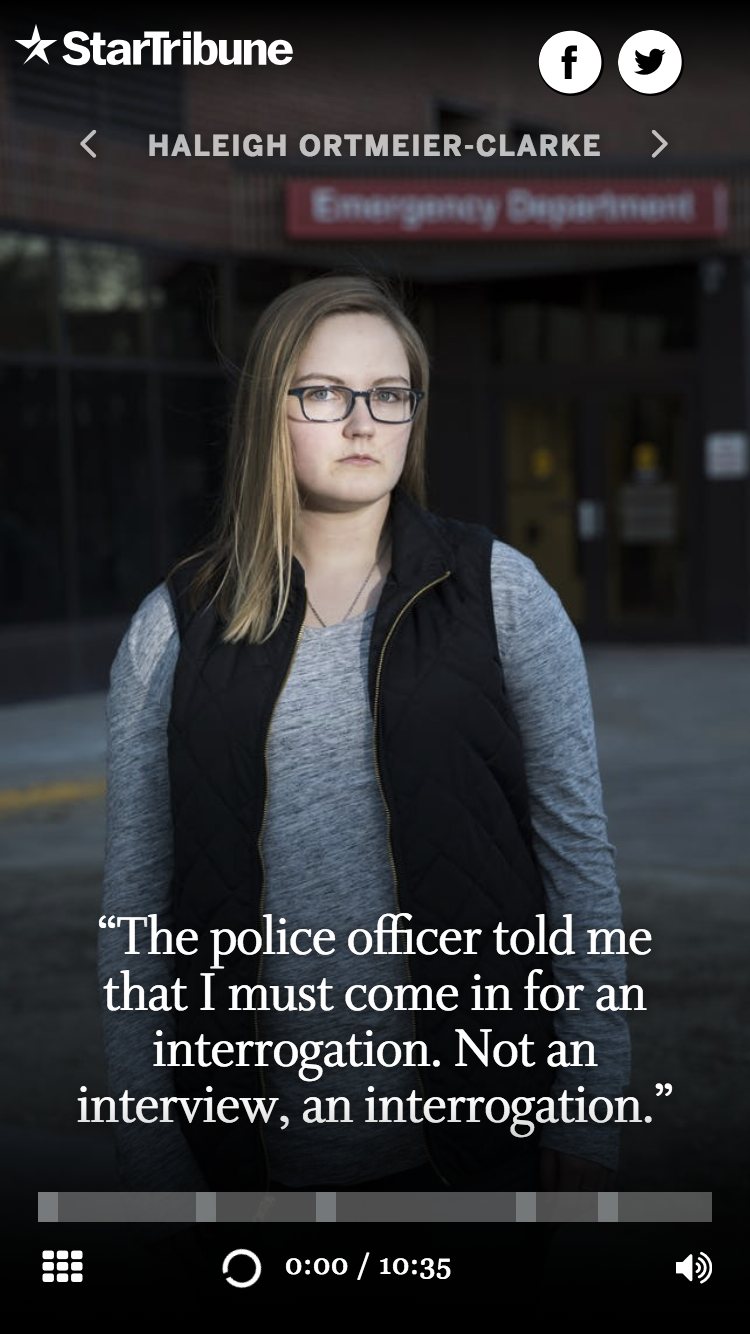 StarTribune
HALEIGH ORTMEIER-CLARKE
Emergency Department
“The police officer told me
that I must come in for an
interrogation. Not an
interview, an interrogation.”
0:00 / 10:35